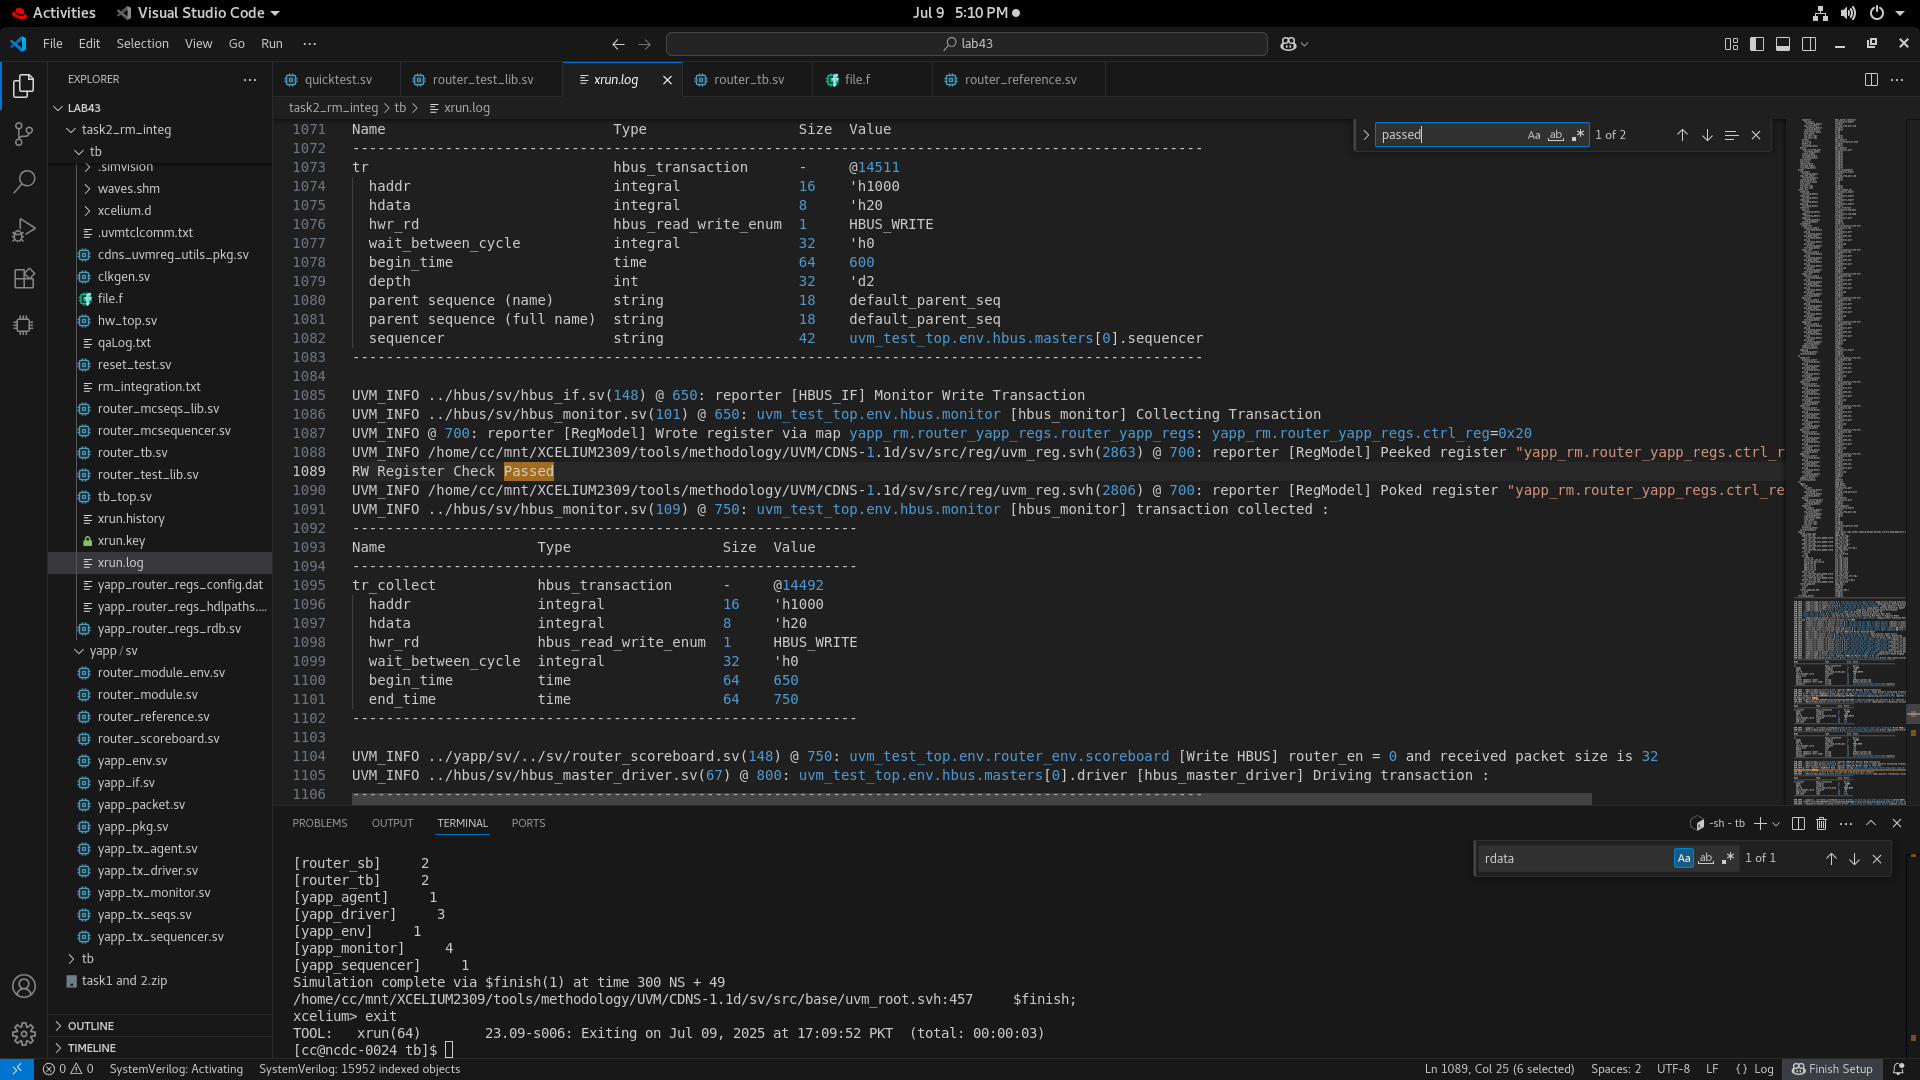 Activities
Visual Studio Code
Jul 9 5:10 PM
File Edit Selection View Go Run ···
lab43
EXPLORER ···
quicktest.sv
router_test_lib.sv
xrun.log
router_tb.sv
file.f
router_reference.sv
task2_rm_integ > tb > xrun.log
LAB43
task2_rm_integ
tb
.simvision
waves.shm
xcelium.d
.uvmtclcomm.txt
cdns_uvmreg_utils_pkg.sv
clkgen.sv
file.f
hw_top.sv
qaLog.txt
reset_test.sv
rm_integration.txt
router_mcseqs_lib.sv
router_mcsequencer.sv
router_tb.sv
router_test_lib.sv
tb_top.sv
xrun.history
xrun.key
xrun.log
yapp_router_regs_config.dat
yapp_router_regs_hdlpaths....
yapp_router_regs_rdb.sv
yapp / sv
router_module_env.sv
router_module.sv
router_reference.sv
router_scoreboard.sv
yapp_env.sv
yapp_if.sv
yapp_packet.sv
yapp_pkg.sv
yapp_tx_agent.sv
yapp_tx_driver.sv
yapp_tx_monitor.sv
yapp_tx_seqs.sv
yapp_tx_sequencer.sv
tb
task1 and 2.zip
OUTLINE
TIMELINE
passed Aa ab .* 1 of 2
1071 Name Type Size Value
1072 -----------------------------------------------------------------------------------------------------
1073 tr hbus_transaction - @14511
1074 haddr integral 16 'h1000
1075 hdata integral 8 'h20
1076 hwr_rd hbus_read_write_enum 1 HBUS_WRITE
1077 wait_between_cycle integral 32 'h0
1078 begin_time time 64 600
1079 depth int 32 'd2
1080 parent sequence (name) string 18 default_parent_seq
1081 parent sequence (full name) string 18 default_parent_seq
1082 sequencer string 42 uvm_test_top.env.hbus.masters[0].sequencer
1083 -----------------------------------------------------------------------------------------------------
1084
1085 UVM_INFO ../hbus/sv/hbus_if.sv(148) @ 650: reporter [HBUS_IF] Monitor Write Transaction
1086 UVM_INFO ../hbus/sv/hbus_monitor.sv(101) @ 650: uvm_test_top.env.hbus.monitor [hbus_monitor] Collecting Transaction
1087 UVM_INFO @ 700: reporter [RegModel] Wrote register via map yapp_rm.router_yapp_regs.router_yapp_regs: yapp_rm.router_yapp_regs.ctrl_reg=0x20
1088 UVM_INFO /home/cc/mnt/XCELIUM2309/tools/methodology/UVM/CDNS-1.1d/sv/src/reg/uvm_reg.svh(2863) @ 700: reporter [RegModel] Peeked register "yapp_rm.router_yapp_regs.ctrl_r
1089 RW Register Check Passed
1090 UVM_INFO /home/cc/mnt/XCELIUM2309/tools/methodology/UVM/CDNS-1.1d/sv/src/reg/uvm_reg.svh(2806) @ 700: reporter [RegModel] Poked register "yapp_rm.router_yapp_regs.ctrl_re
1091 UVM_INFO ../hbus/sv/hbus_monitor.sv(109) @ 750: uvm_test_top.env.hbus.monitor [hbus_monitor] transaction collected :
1092 ------------------------------------------------------------
1093 Name Type Size Value
1094 ------------------------------------------------------------
1095 tr_collect hbus_transaction - @14492
1096 haddr integral 16 'h1000
1097 hdata integral 8 'h20
1098 hwr_rd hbus_read_write_enum 1 HBUS_WRITE
1099 wait_between_cycle integral 32 'h0
1100 begin_time time 64 650
1101 end_time time 64 750
1102 ------------------------------------------------------------
1103
1104 UVM_INFO ../yapp/sv/../sv/router_scoreboard.sv(148) @ 750: uvm_test_top.env.router_env.scoreboard [Write HBUS] router_en = 0 and received packet size is 32
1105 UVM_INFO ../hbus/sv/hbus_master_driver.sv(67) @ 800: uvm_test_top.env.hbus.masters[0].driver [hbus_master_driver] Driving transaction :
1106 -----------------------------------------------------------------------------------------------------
PROBLEMS OUTPUT TERMINAL PORTS
-sh - tb
rdata Aa ab .* 1 of 1
[router_sb] 2
[router_tb] 2
[yapp_agent] 1
[yapp_driver] 3
[yapp_env] 1
[yapp_monitor] 4
[yapp_sequencer] 1
Simulation complete via $finish(1) at time 300 NS + 49
/home/cc/mnt/XCELIUM2309/tools/methodology/UVM/CDNS-1.1d/sv/src/base/uvm_root.svh:457 $finish;
xcelium> exit
TOOL: xrun(64) 23.09-s006: Exiting on Jul 09, 2025 at 17:09:52 PKT (total: 00:00:03)
[cc@ncdc-0024 tb]$
0 0 SystemVerilog: Activating SystemVerilog: 15952 indexed objects
Ln 1089, Col 25 (6 selected) Spaces: 2 UTF-8 LF {} Log Finish Setup